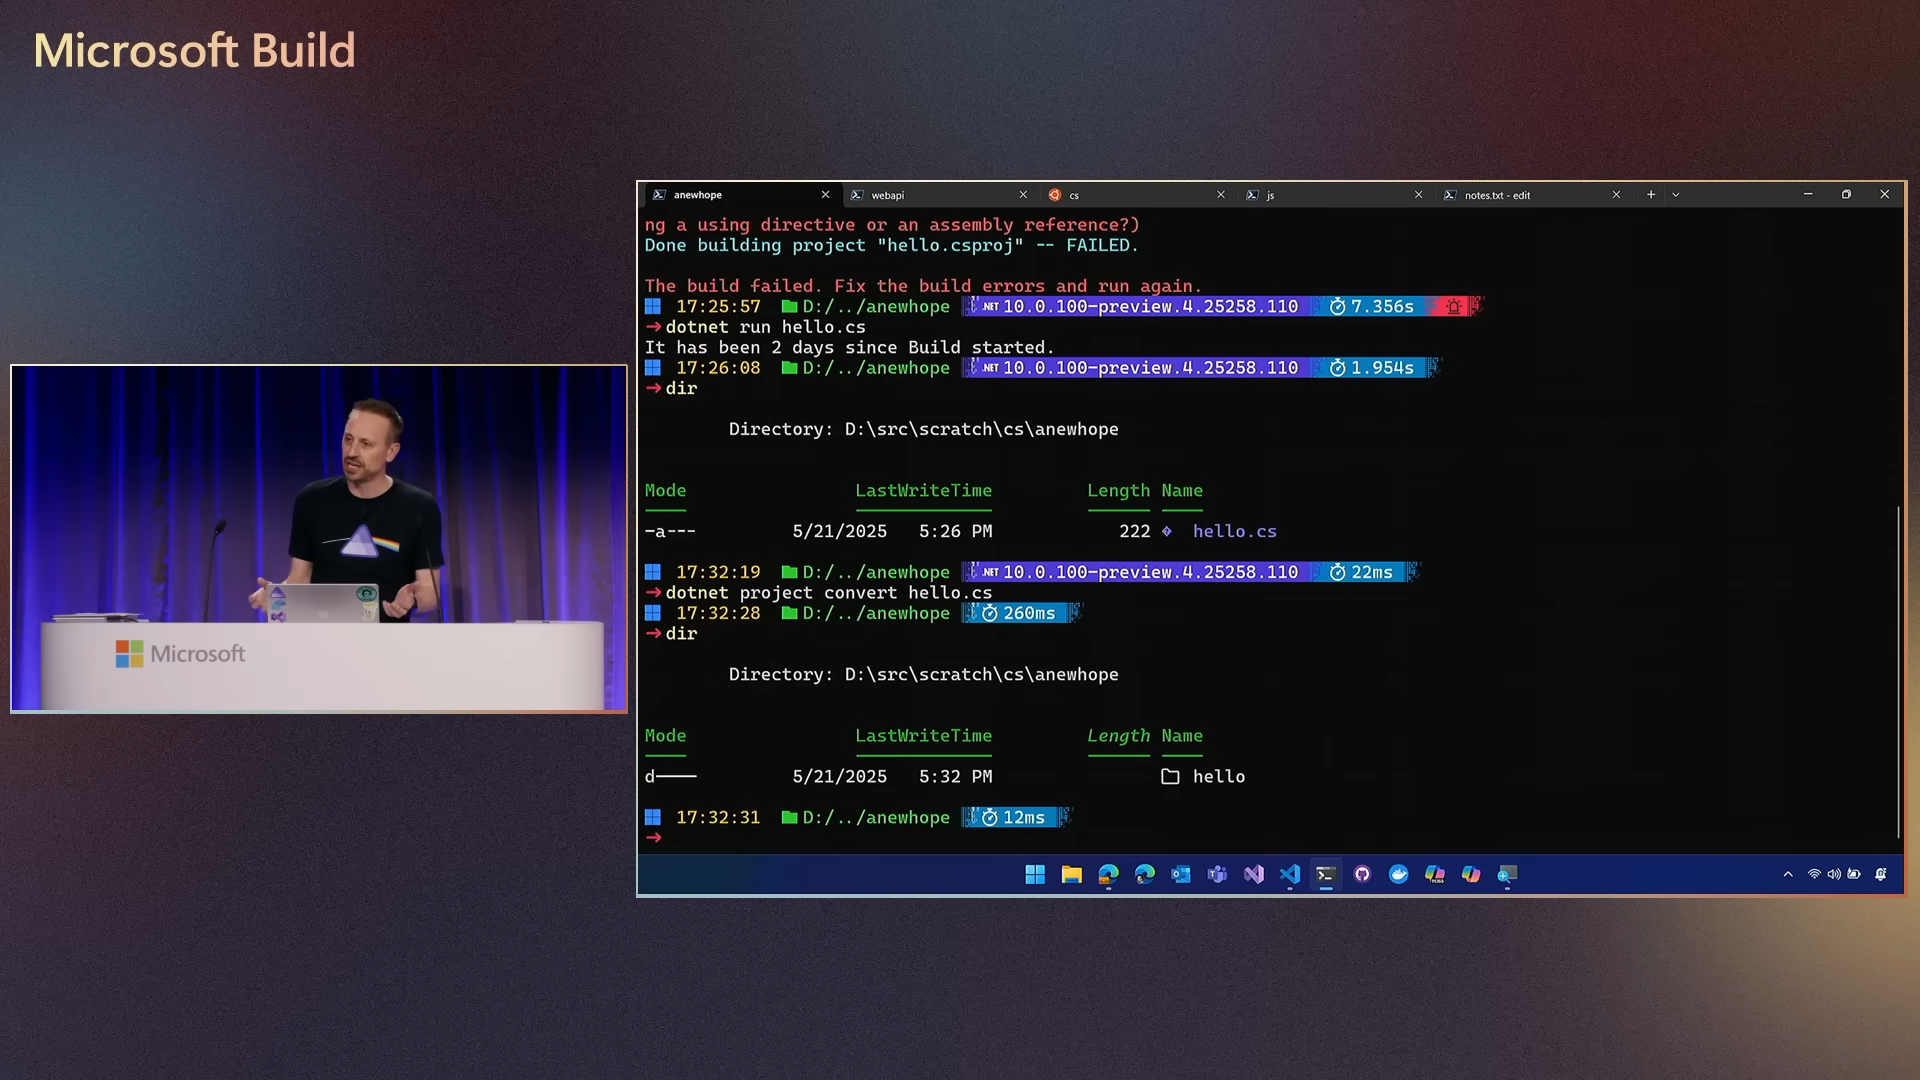 Microsoft Build
anewhope
webapi
cs
js
notes.txt - edit
ng a using directive or an assembly reference?)
Done building project "hello.csproj" -- FAILED.
The build failed. Fix the build errors and run again.
17:25:57 D:/../anewhope .NET 10.0.100-preview.4.25258.110 7.356s
➔dotnet run hello.cs
It has been 2 days since Build started.
17:26:08 D:/../anewhope .NET 10.0.100-preview.4.25258.110 1.954s
➔dir
Directory: D:\src\scratch\cs\anewhope
Mode LastWriteTime Length Name
-a--- 5/21/2025 5:26 PM 222 hello.cs
17:32:19 D:/../anewhope .NET 10.0.100-preview.4.25258.110 22ms
➔dotnet project convert hello.cs
17:32:28 D:/../anewhope 260ms
➔dir
Directory: D:\src\scratch\cs\anewhope
Mode LastWriteTime Length Name
d---- 5/21/2025 5:32 PM hello
17:32:31 D:/../anewhope 12ms
➔
Microsoft